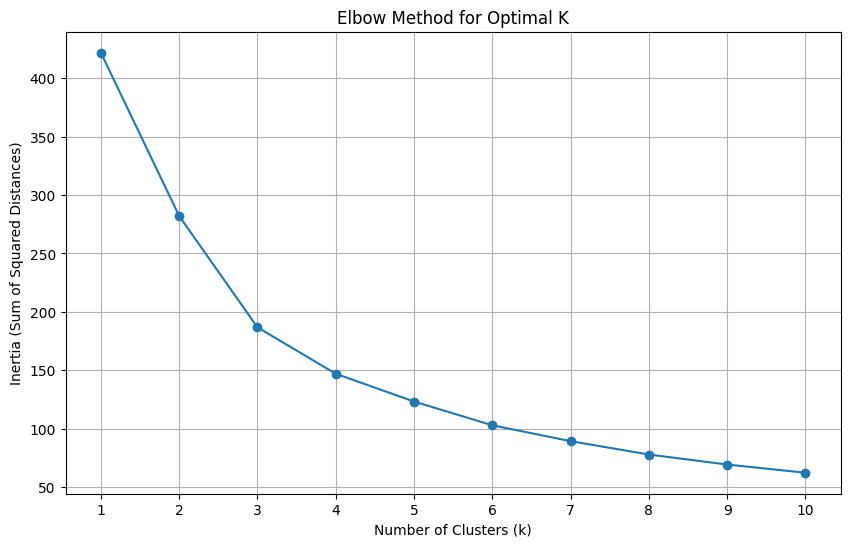 Elbow Method for Optimal K
Inertia (Sum of Squared Distances)
400
350
300
250
200
150
100
50
1 2 3 4 5 6 7 8 9 10
Number of Clusters (k)